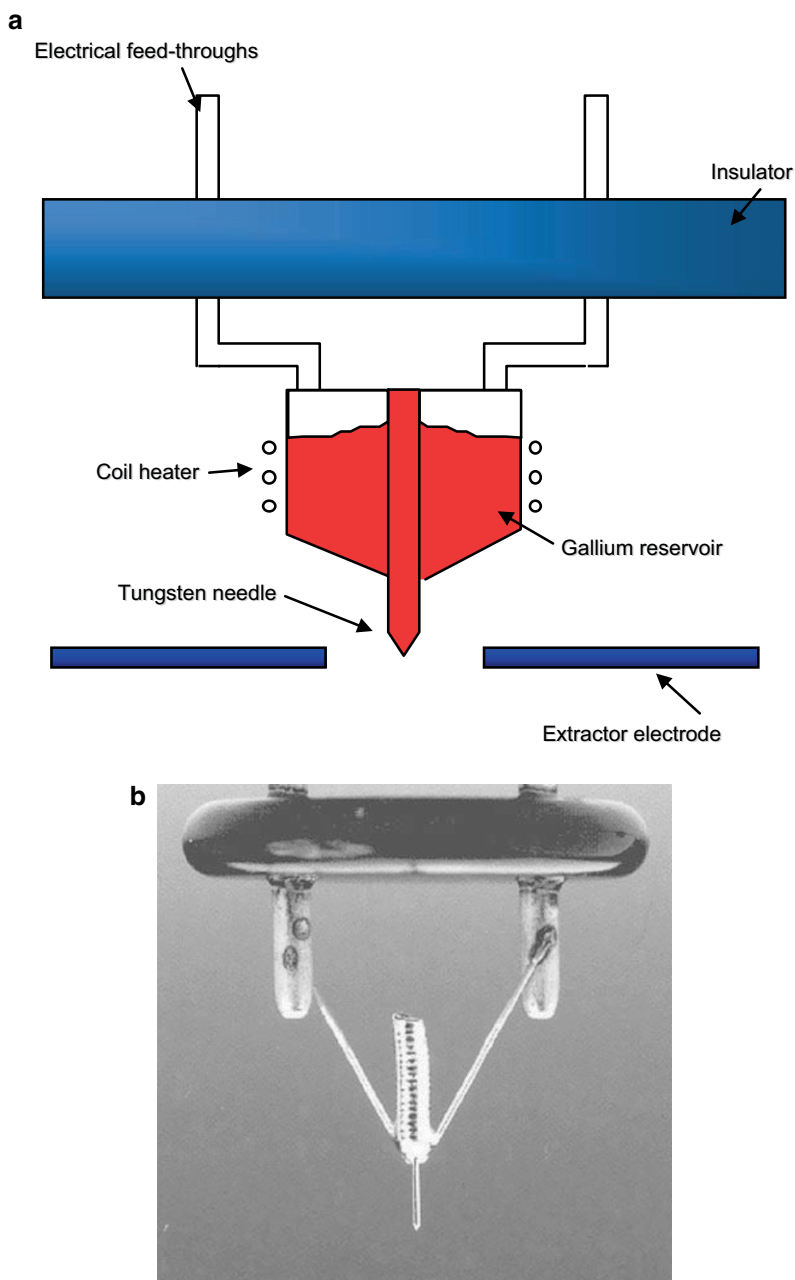 a
Electrical feed-throughs
Insulator
Coil heater
Gallium reservoir
Tungsten needle
Extractor electrode
b